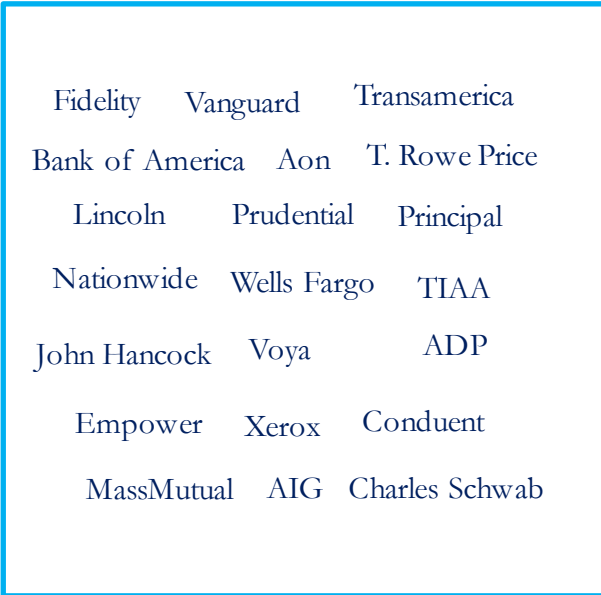 Fidelity Vanguard Transamerica
Bank of America Aon T. Rowe Price
Lincoln Prudential Principal
Nationwide Wells Fargo TIAA
John Hancock Voya ADP
Empower Xerox Conduent
MassMutual AIG Charles Schwab